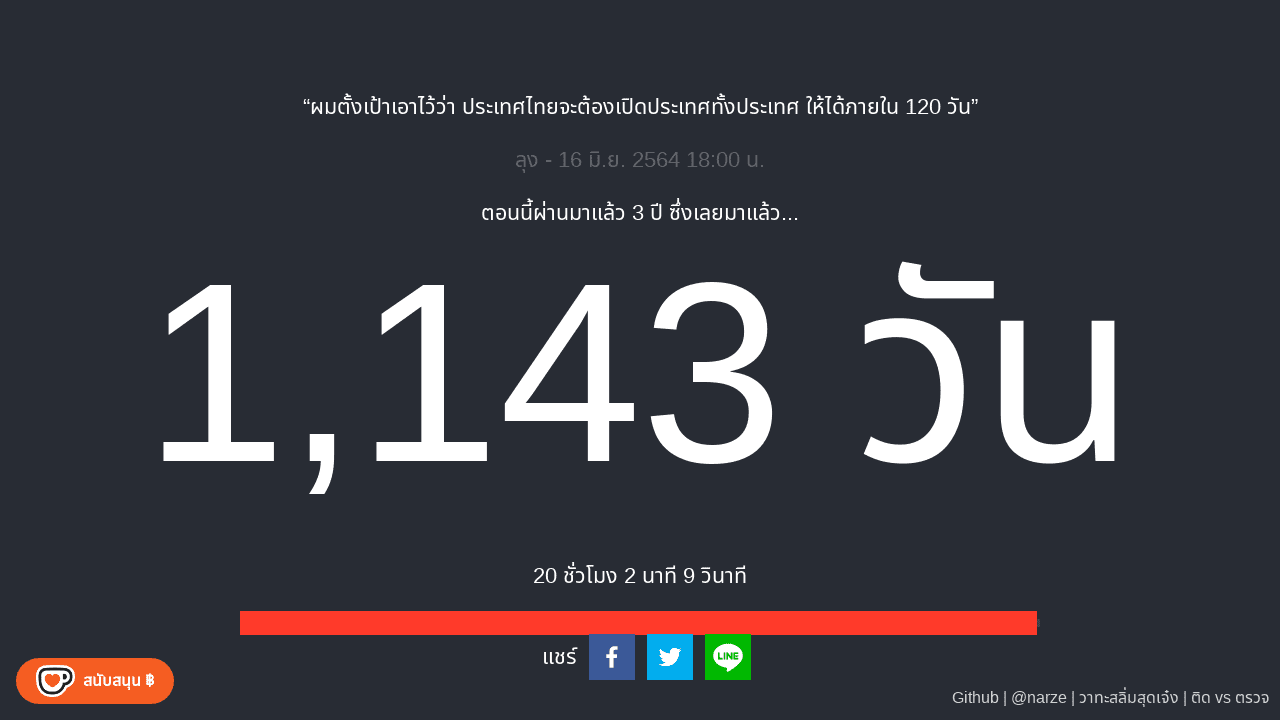 “ผมตั้งเป้าเอาไว้ว่า ประเทศไทยจะต้องเปิดประเทศทั้งประเทศ ให้ได้ภายใน 120 วัน”
ลุง - 16 มิ.ย. 2564 18:00 น.
ตอนนี้ผ่านมาแล้ว 3 ปี ซึ่งเลยมาแล้ว...
1,143 วัน
20 ชั่วโมง 2 นาที 9 วินาที
แชร์
LINE
สนับสนุน ฿
Github | @narze | วาทะสลิ่มสุดเจ๋ง | ติด vs ตรวจ